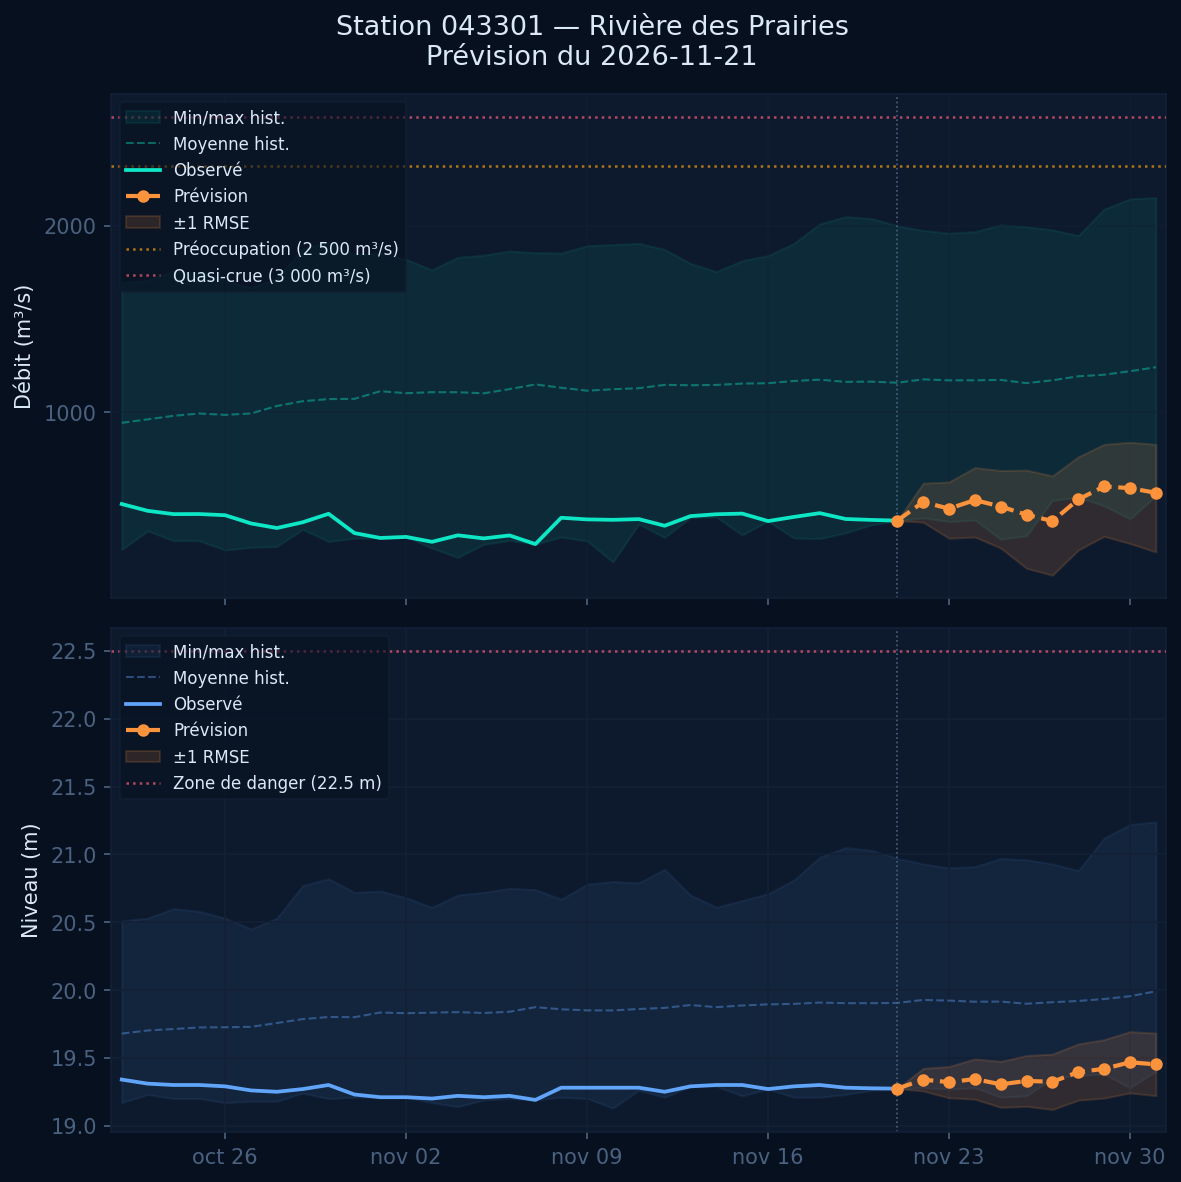 Station 043301 — Rivière des Prairies
Prévision du 2026-11-21
Débit (m³/s)
2000
1000
Min/max hist.
Moyenne hist.
Observé
Prévision
±1 RMSE
Préoccupation (2 500 m³/s)
Quasi-crue (3 000 m³/s)
Niveau (m)
22.5
22.0
21.5
21.0
20.5
20.0
19.5
19.0
Min/max hist.
Moyenne hist.
Observé
Prévision
±1 RMSE
Zone de danger (22.5 m)
oct 26
nov 02
nov 09
nov 16
nov 23
nov 30